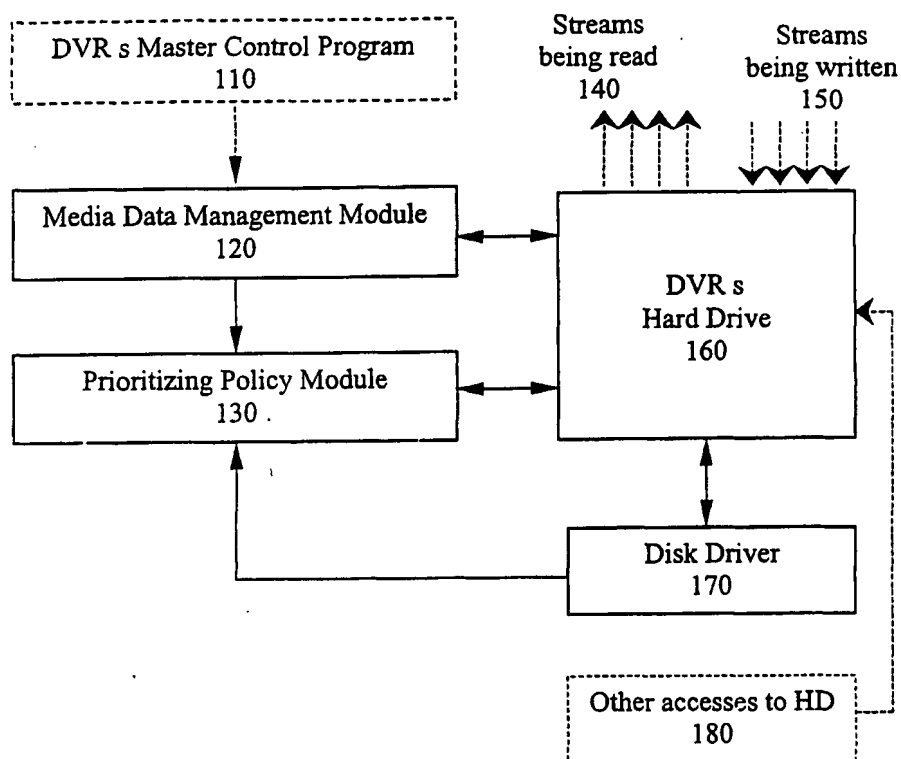 DVR s Master Control Program
110
Streams
being read
140
Streams
being written
150
Media Data Management Module
120
DVR s
Hard Drive
160
Prioritizing Policy Module
130
Disk Driver
170
Other accesses to HD
180